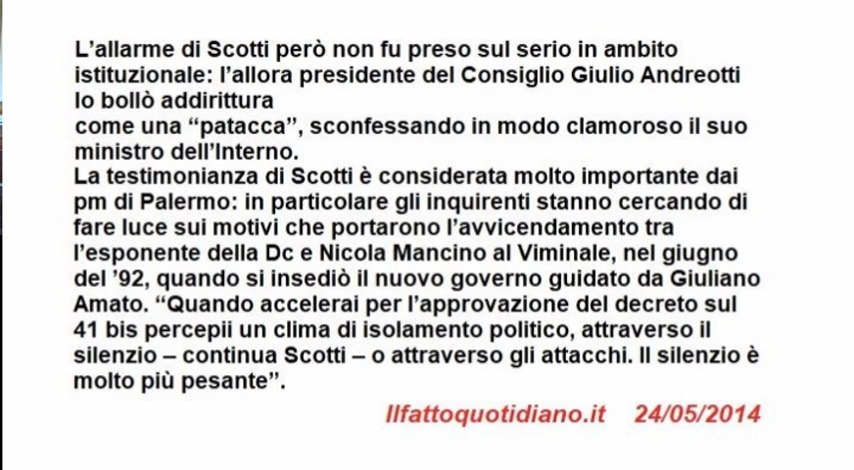 L’allarme di Scotti però non fu preso sul serio in ambito
istituzionale: l’allora presidente del Consiglio Giulio Andreotti
lo bollò addirittura
come una “patacca”, sconfessando in modo clamoroso il suo
ministro dell’Interno.
La testimonianza di Scotti è considerata molto importante dai
pm di Palermo: in particolare gli inquirenti stanno cercando di
fare luce sui motivi che portarono l’avvicendamento tra
l’esponente della Dc e Nicola Mancino al Viminale, nel giugno
del ’92, quando si insediò il nuovo governo guidato da Giuliano
Amato. “Quando accelerai per l’approvazione del decreto sul
41 bis percepii un clima di isolamento politico, attraverso il
silenzio – continua Scotti – o attraverso gli attacchi. Il silenzio è
molto più pesante”.
Ilfattoquotidiano.it 24/05/2014